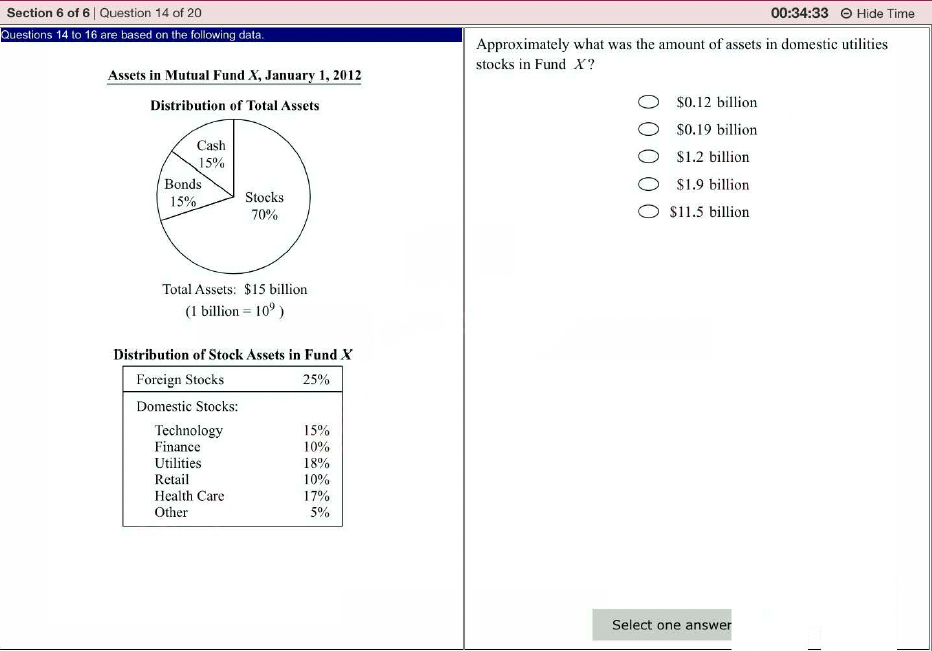 Section 6 of 6 | Question 14 of 20
00:34:33 Hide Time
Questions 14 to 16 are based on the following data.
Assets in Mutual Fund X, January 1, 2012
Distribution of Total Assets
Cash
15%
Bonds
15%
Stocks
70%
Total Assets: $15 billion
(1 billion = 10⁹ )
Distribution of Stock Assets in Fund X
Foreign Stocks 25%
Domestic Stocks:
Technology 15%
Finance 10%
Utilities 18%
Retail 10%
Health Care 17%
Other 5%
Approximately what was the amount of assets in domestic utilities
stocks in Fund X?
$0.12 billion
$0.19 billion
$1.2 billion
$1.9 billion
$11.5 billion
Select one answer